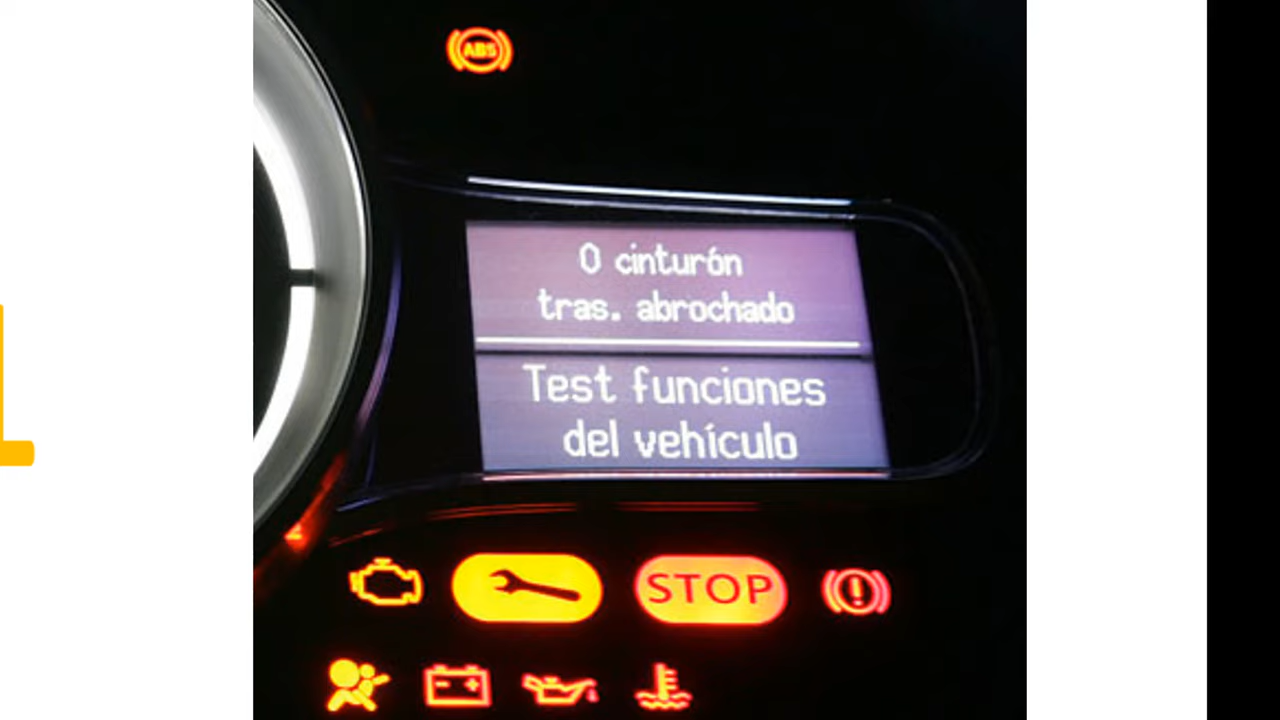 ABS
0 cinturón
tras. abrochado
Test funciones
del vehículo
STOP